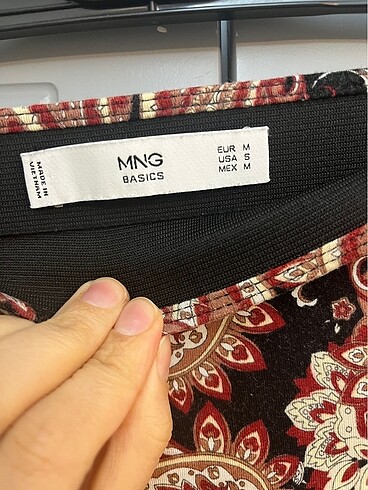 MNG
BASICS
EUR M
USA S
MEX M
MADE IN
VIETNAM